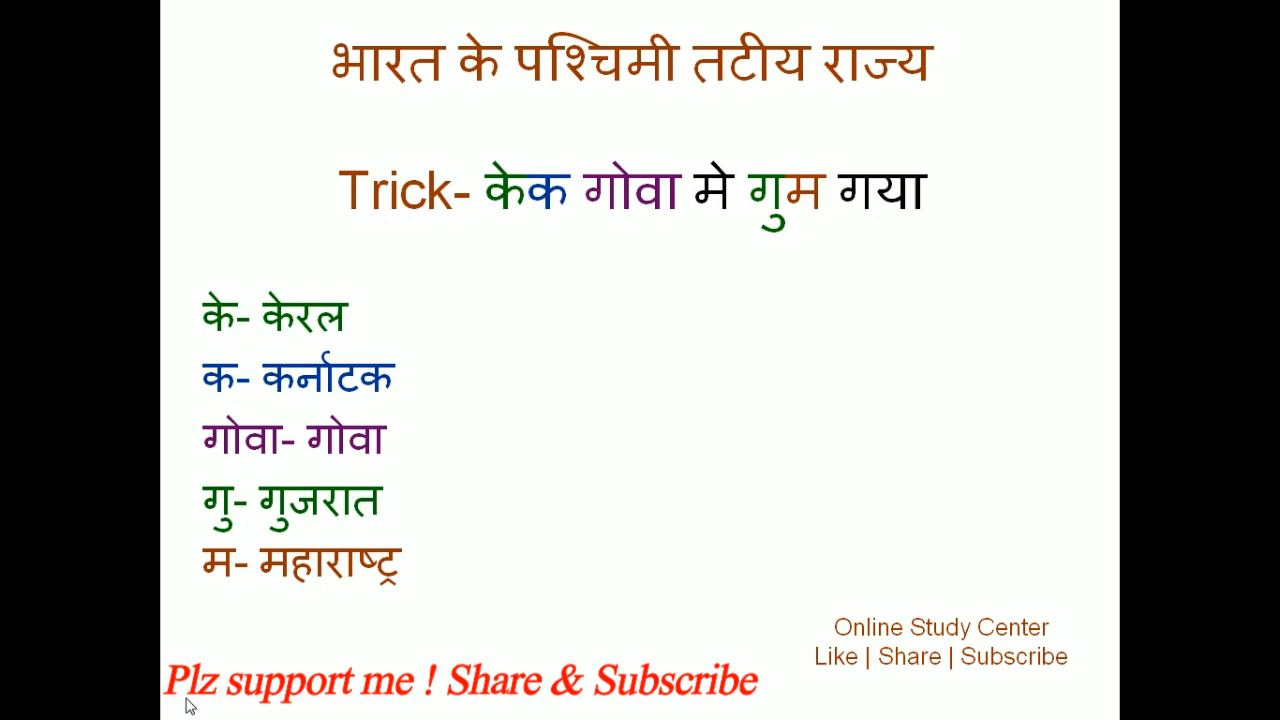 भारत के पश्चिमी तटीय राज्य
Trick- केक गोवा मे गुम गया
के- केरल
क- कर्नाटक
गोवा- गोवा
गु- गुजरात
म- महाराष्ट्र
Online Study Center
Like | Share | Subscribe
Plz support me ! Share & Subscribe